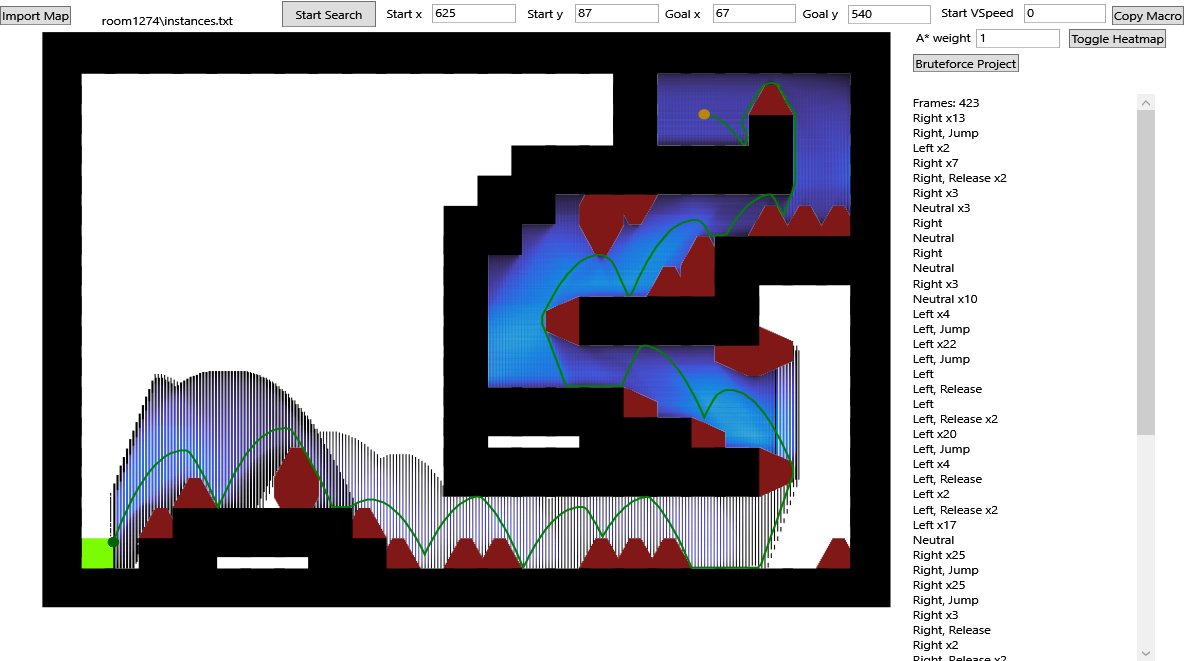 Import Map
room1274\instances.txt
Start Search
Start x 625
Start y 87
Goal x 67
Goal y 540
Start VSpeed 0
Copy Macro
A* weight 1
Toggle Heatmap
Bruteforce Project
Frames: 423
Right x13
Right, Jump
Left x2
Right x7
Right, Release x2
Right x3
Neutral x3
Right
Neutral
Right
Neutral
Right x3
Neutral x10
Left x4
Left, Jump
Left x22
Left, Jump
Left
Left, Release
Left
Left, Release x2
Left x20
Left, Jump
Left x4
Left, Release
Left x2
Left, Release x2
Left x17
Neutral
Right x25
Right, Jump
Right x25
Right, Jump
Right x3
Right, Release
Right x2
Right, Release x2